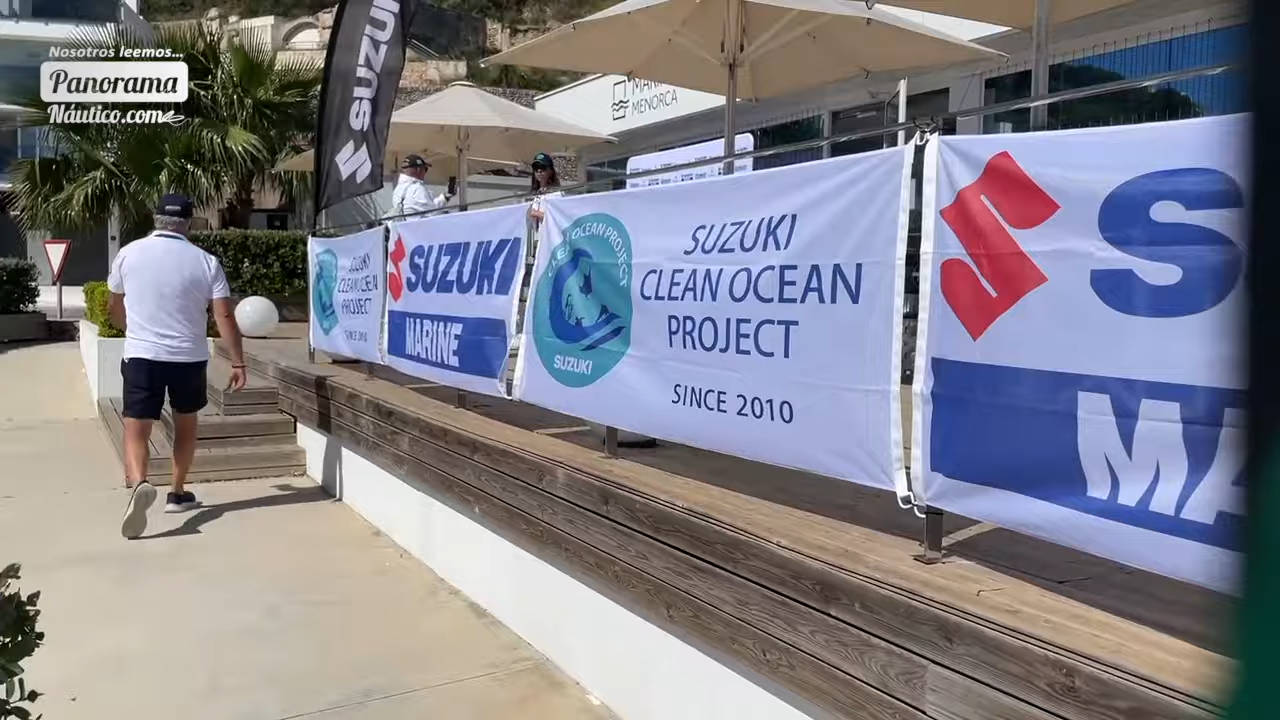 Nosotros leemos...
Panorama
Náutico.com
SUZUKI
MENORCA
SUZUKI
CLEAN OCEAN
PROJECT
SINCE 2010
SUZUKI
MARINE
CLEAN OCEAN PROJECT
SUZUKI
SUZUKI
CLEAN OCEAN
PROJECT
SINCE 2010
S
MA